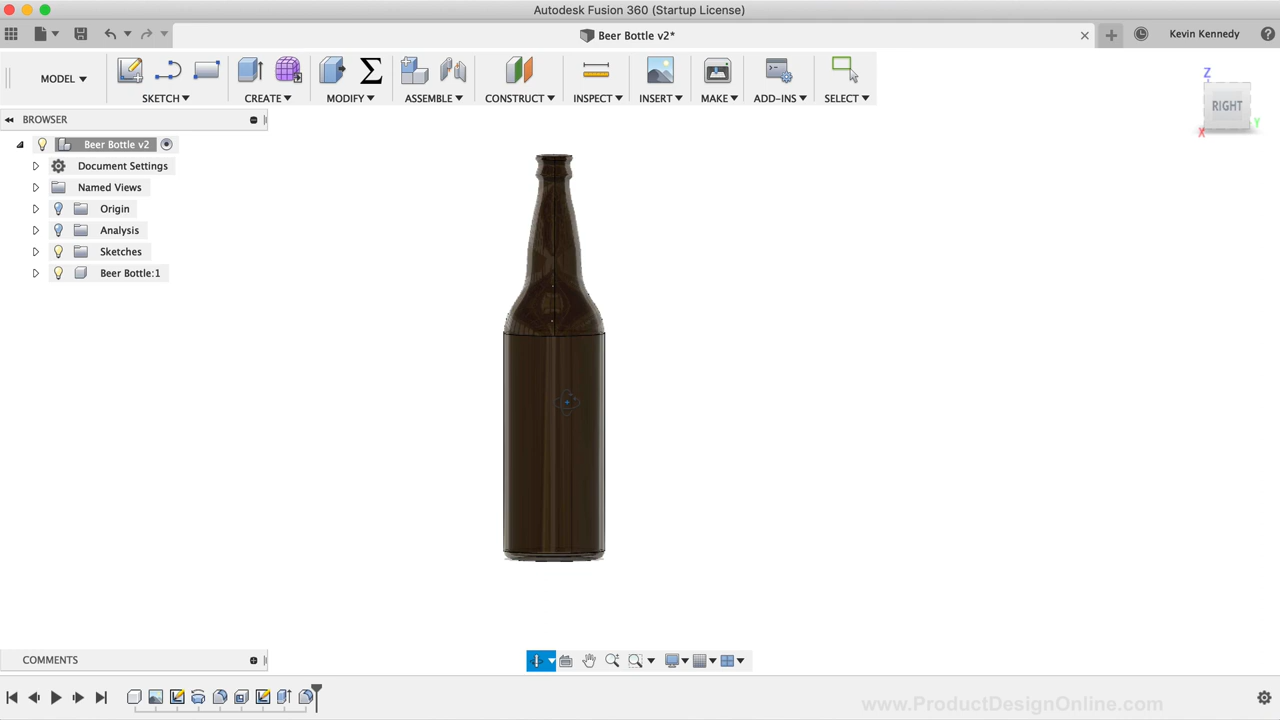 Autodesk Fusion 360 (Startup License)
Beer Bottle v2*
Kevin Kennedy
MODEL
SKETCH
CREATE
MODIFY
ASSEMBLE
CONSTRUCT
INSPECT
INSERT
MAKE
ADD-INS
SELECT
Z
RIGHT
X
Y
BROWSER
Beer Bottle v2
Document Settings
Named Views
Origin
Analysis
Sketches
Beer Bottle:1
COMMENTS
www.ProductDesignOnline.com